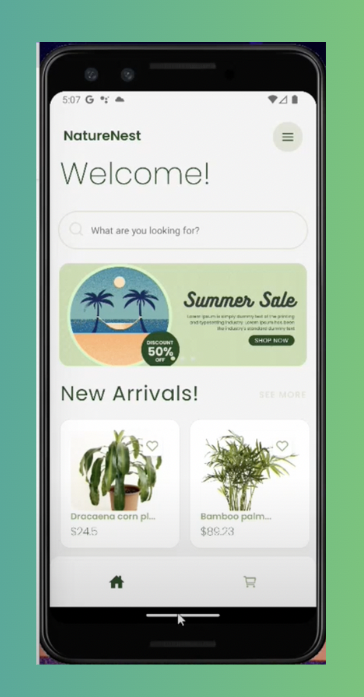 5:07 G
NatureNest
Welcome!
What are you looking for?
Summer Sale
Lorem Ipsum is simply dummy text of the printing
and typesetting industry. Lorem Ipsum has been
the industry's standard dummy text
SHOP NOW
DISCOUNT
50%
OFF
New Arrivals!
SEE MORE
Dracaena corn pl...
$24.5
Bamboo palm...
$89.23